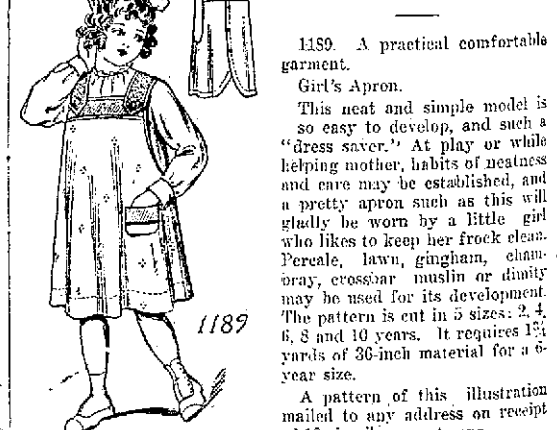 1189. A practical comfortable
garment.
Girl's Apron.
This neat and simple model is
so easy to develop, and such a
"dress saver." At play or while
helping mother, habits of neatness
and care may be established, and
a pretty apron such as this will
gladly be worn by a little girl
who likes to keep her frock clean.
Percale, lawn, gingham, cham-
bray, crossbar muslin or dimity
may be used for its development.
The pattern is cut in 5 sizes: 2, 4,
6, 8 and 10 years. It requires 1¾
yards of 36-inch material for a 6-
year size.
A pattern of this illustration
mailed to any address on receipt
1189